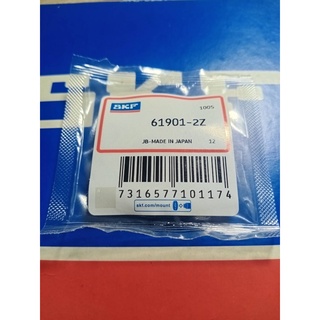 SKF
1005
61901-2Z
JB-MADE IN JAPAN 12
7316577101174
skf.com/mount